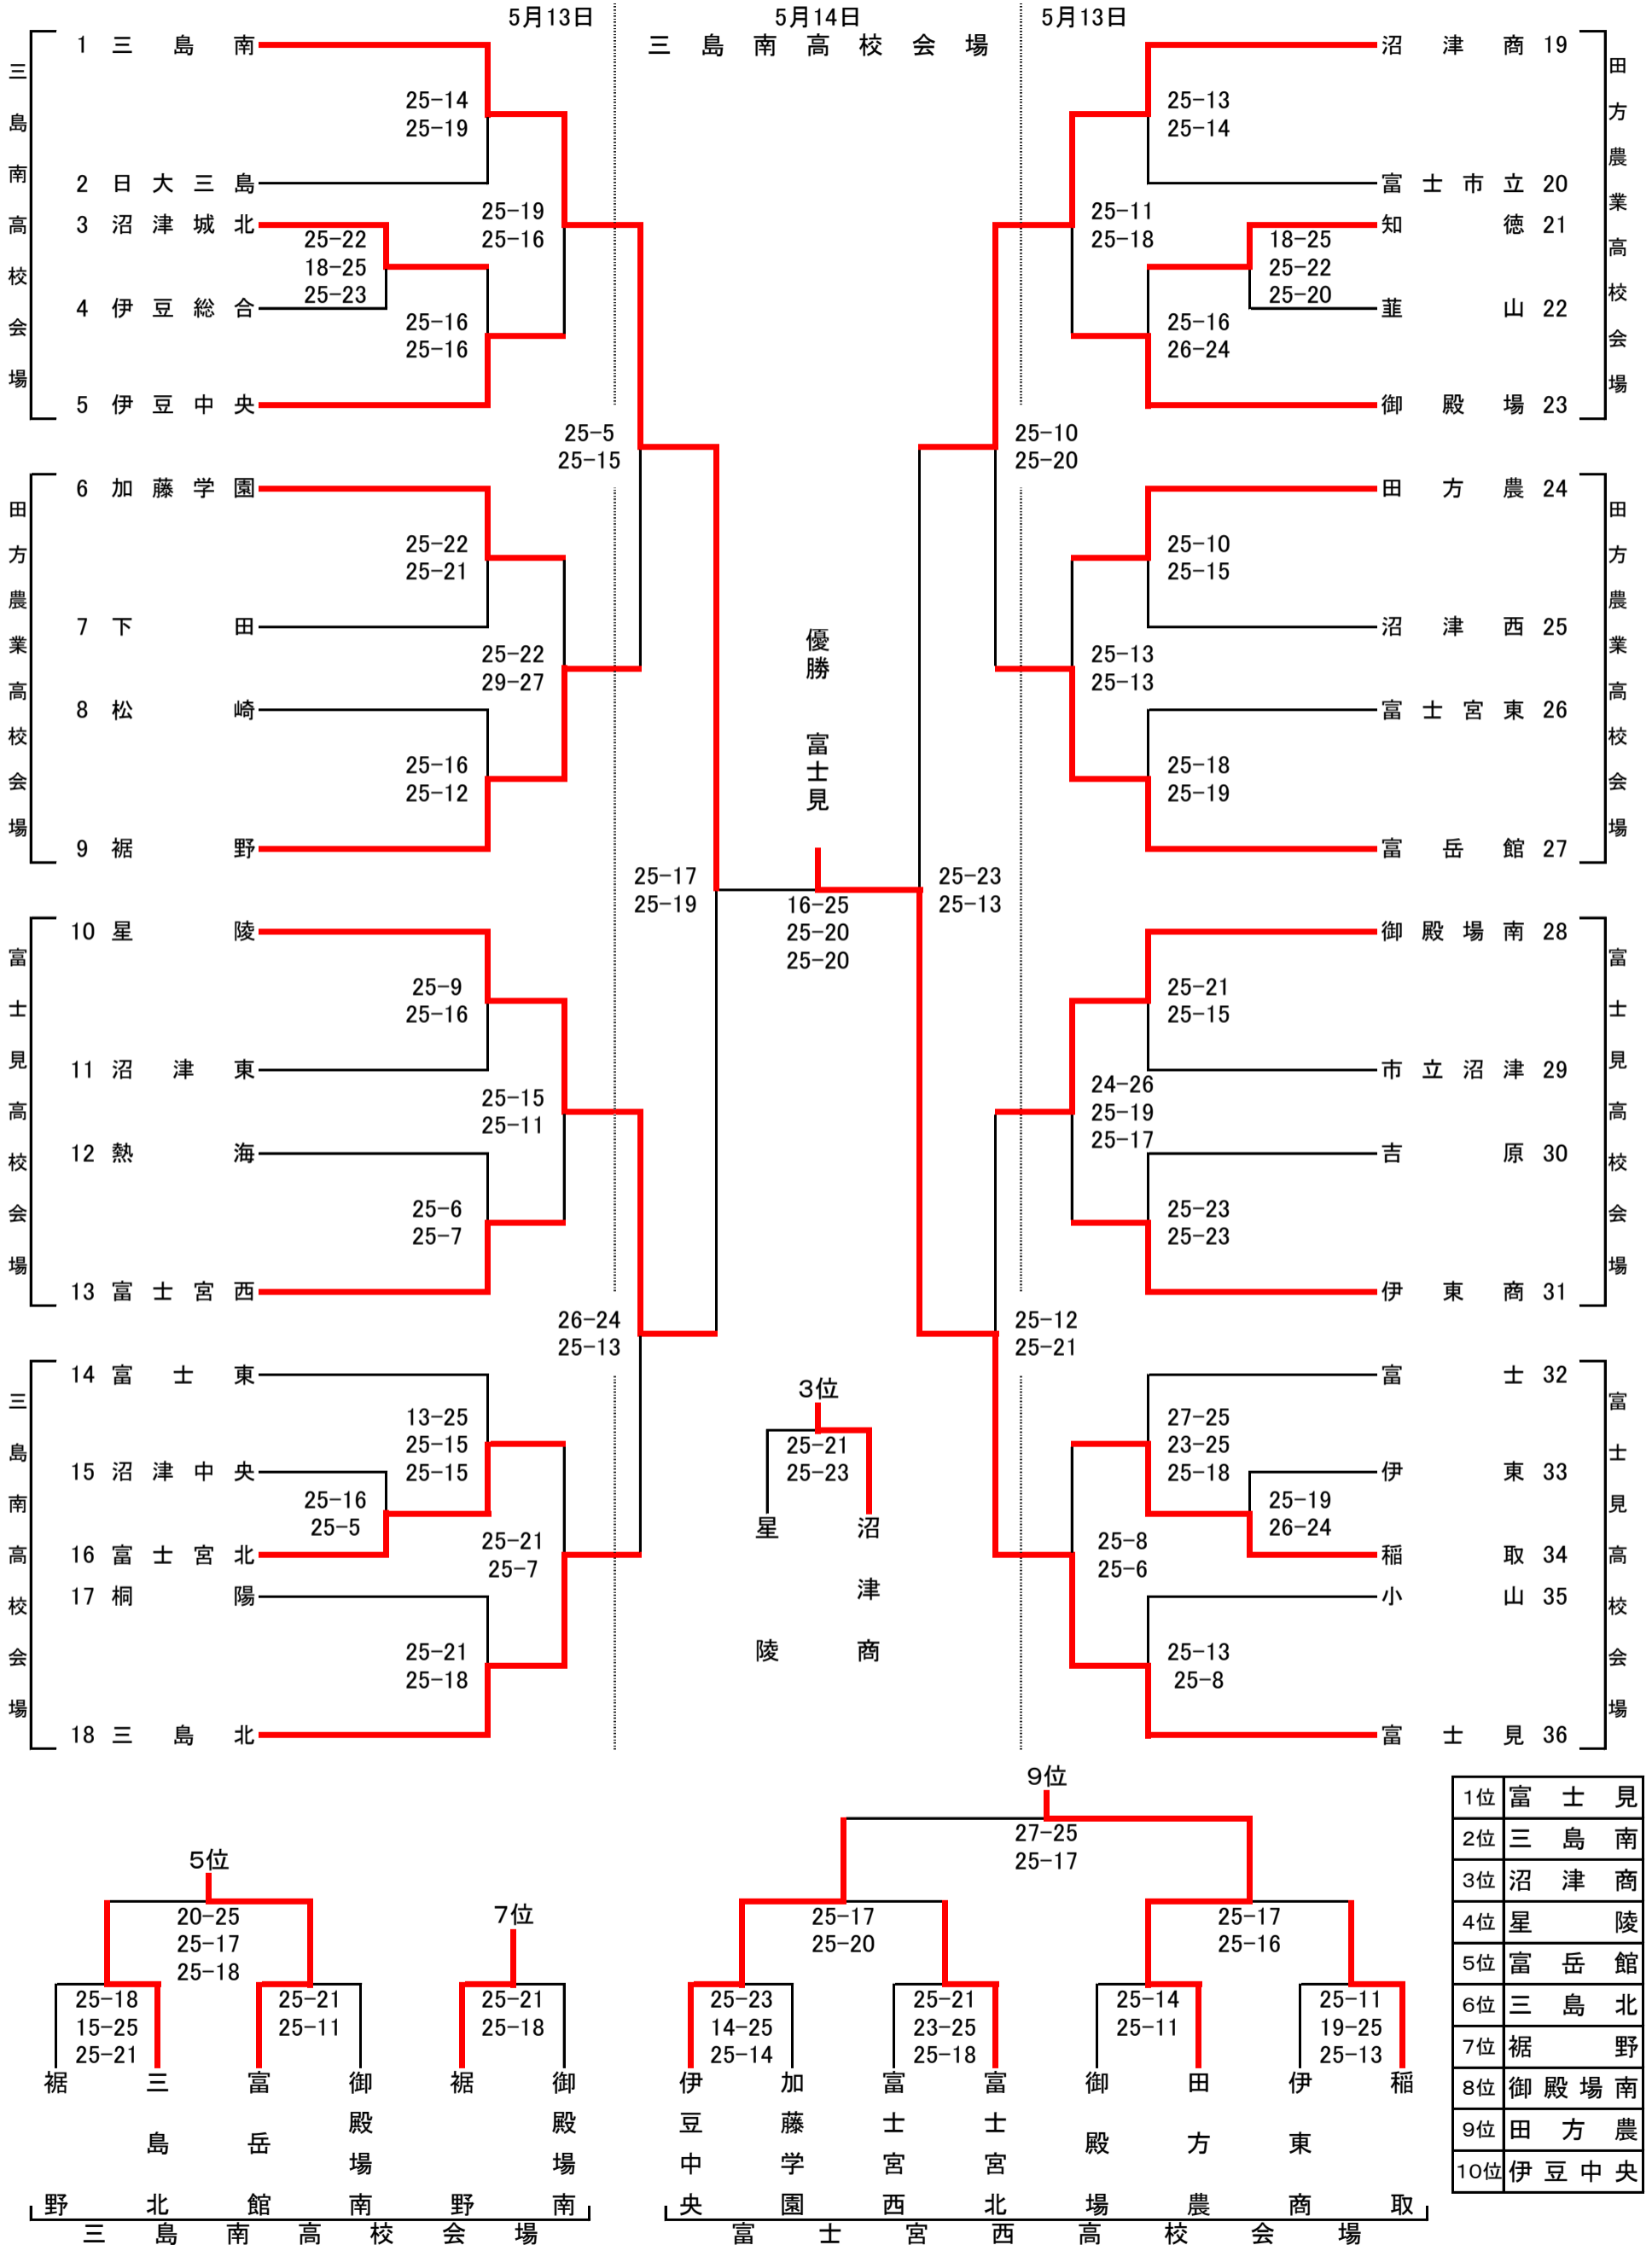 5月13日
5月14日
5月13日
三島南高校会場
三島南高校会場
1 三島南
25-14
25-19
2 日大三島
25-19
25-16
3 沼津城北
25-22
18-25
25-23
4 伊豆総合
25-16
25-16
5 伊豆中央
25-5
25-15
田方農業高校会場
6 加藤学園
25-22
25-21
7 下田
25-22
29-27
8 松崎
25-16
25-12
9 裾野
25-17
25-19
富士見高校会場
10 星陵
25-9
25-16
11 沼津東
25-15
25-11
12 熱海
25-6
25-7
13 富士宮西
26-24
25-13
三島南高校会場
14 富士東
13-25
25-15
25-15
15 沼津中央
25-16
25-5
16 富士宮北
25-21
25-7
17 桐陽
25-21
25-18
18 三島北
優勝 富士見
16-25
25-20
25-20
3位
25-21
25-23
星陵
沼津商
田方農業高校会場
沼津商 19
25-13
25-14
富士市立 20
25-11
25-18
知徳 21
18-25
25-22
25-20
韮山 22
25-16
26-24
御殿場 23
25-10
25-20
田方農業高校会場
田方農 24
25-10
25-15
沼津西 25
25-13
25-13
富士宮東 26
25-18
25-19
富岳館 27
25-23
25-13
富士見高校会場
御殿場南 28
25-21
25-15
市立沼津 29
24-26
25-19
25-17
吉原 30
25-23
25-23
伊東商 31
25-12
25-21
富士見高校会場
富士 32
27-25
23-25
25-18
伊東 33
25-19
26-24
稲取 34
25-8
25-6
小山 35
25-13
25-8
富士見 36
5位
20-25
25-17
25-18
25-18
15-25
25-21
25-21
25-11
裾野
三島北
富岳館
御殿場南
7位
25-21
25-18
裾野
御殿場南
三島南高校会場
9位
27-25
25-17
25-17
25-20
25-17
25-16
25-23
14-25
25-14
25-21
23-25
25-18
25-14
25-11
25-11
19-25
25-13
伊豆中央
加藤学園
富士宮西
富士宮北
御殿場
田方農
伊東商
稲取
富士宮西高校会場
1位 富士見
2位 三島南
3位 沼津商
4位 星陵
5位 富岳館
6位 三島北
7位 裾野
8位 御殿場南
9位 田方農
10位 伊豆中央